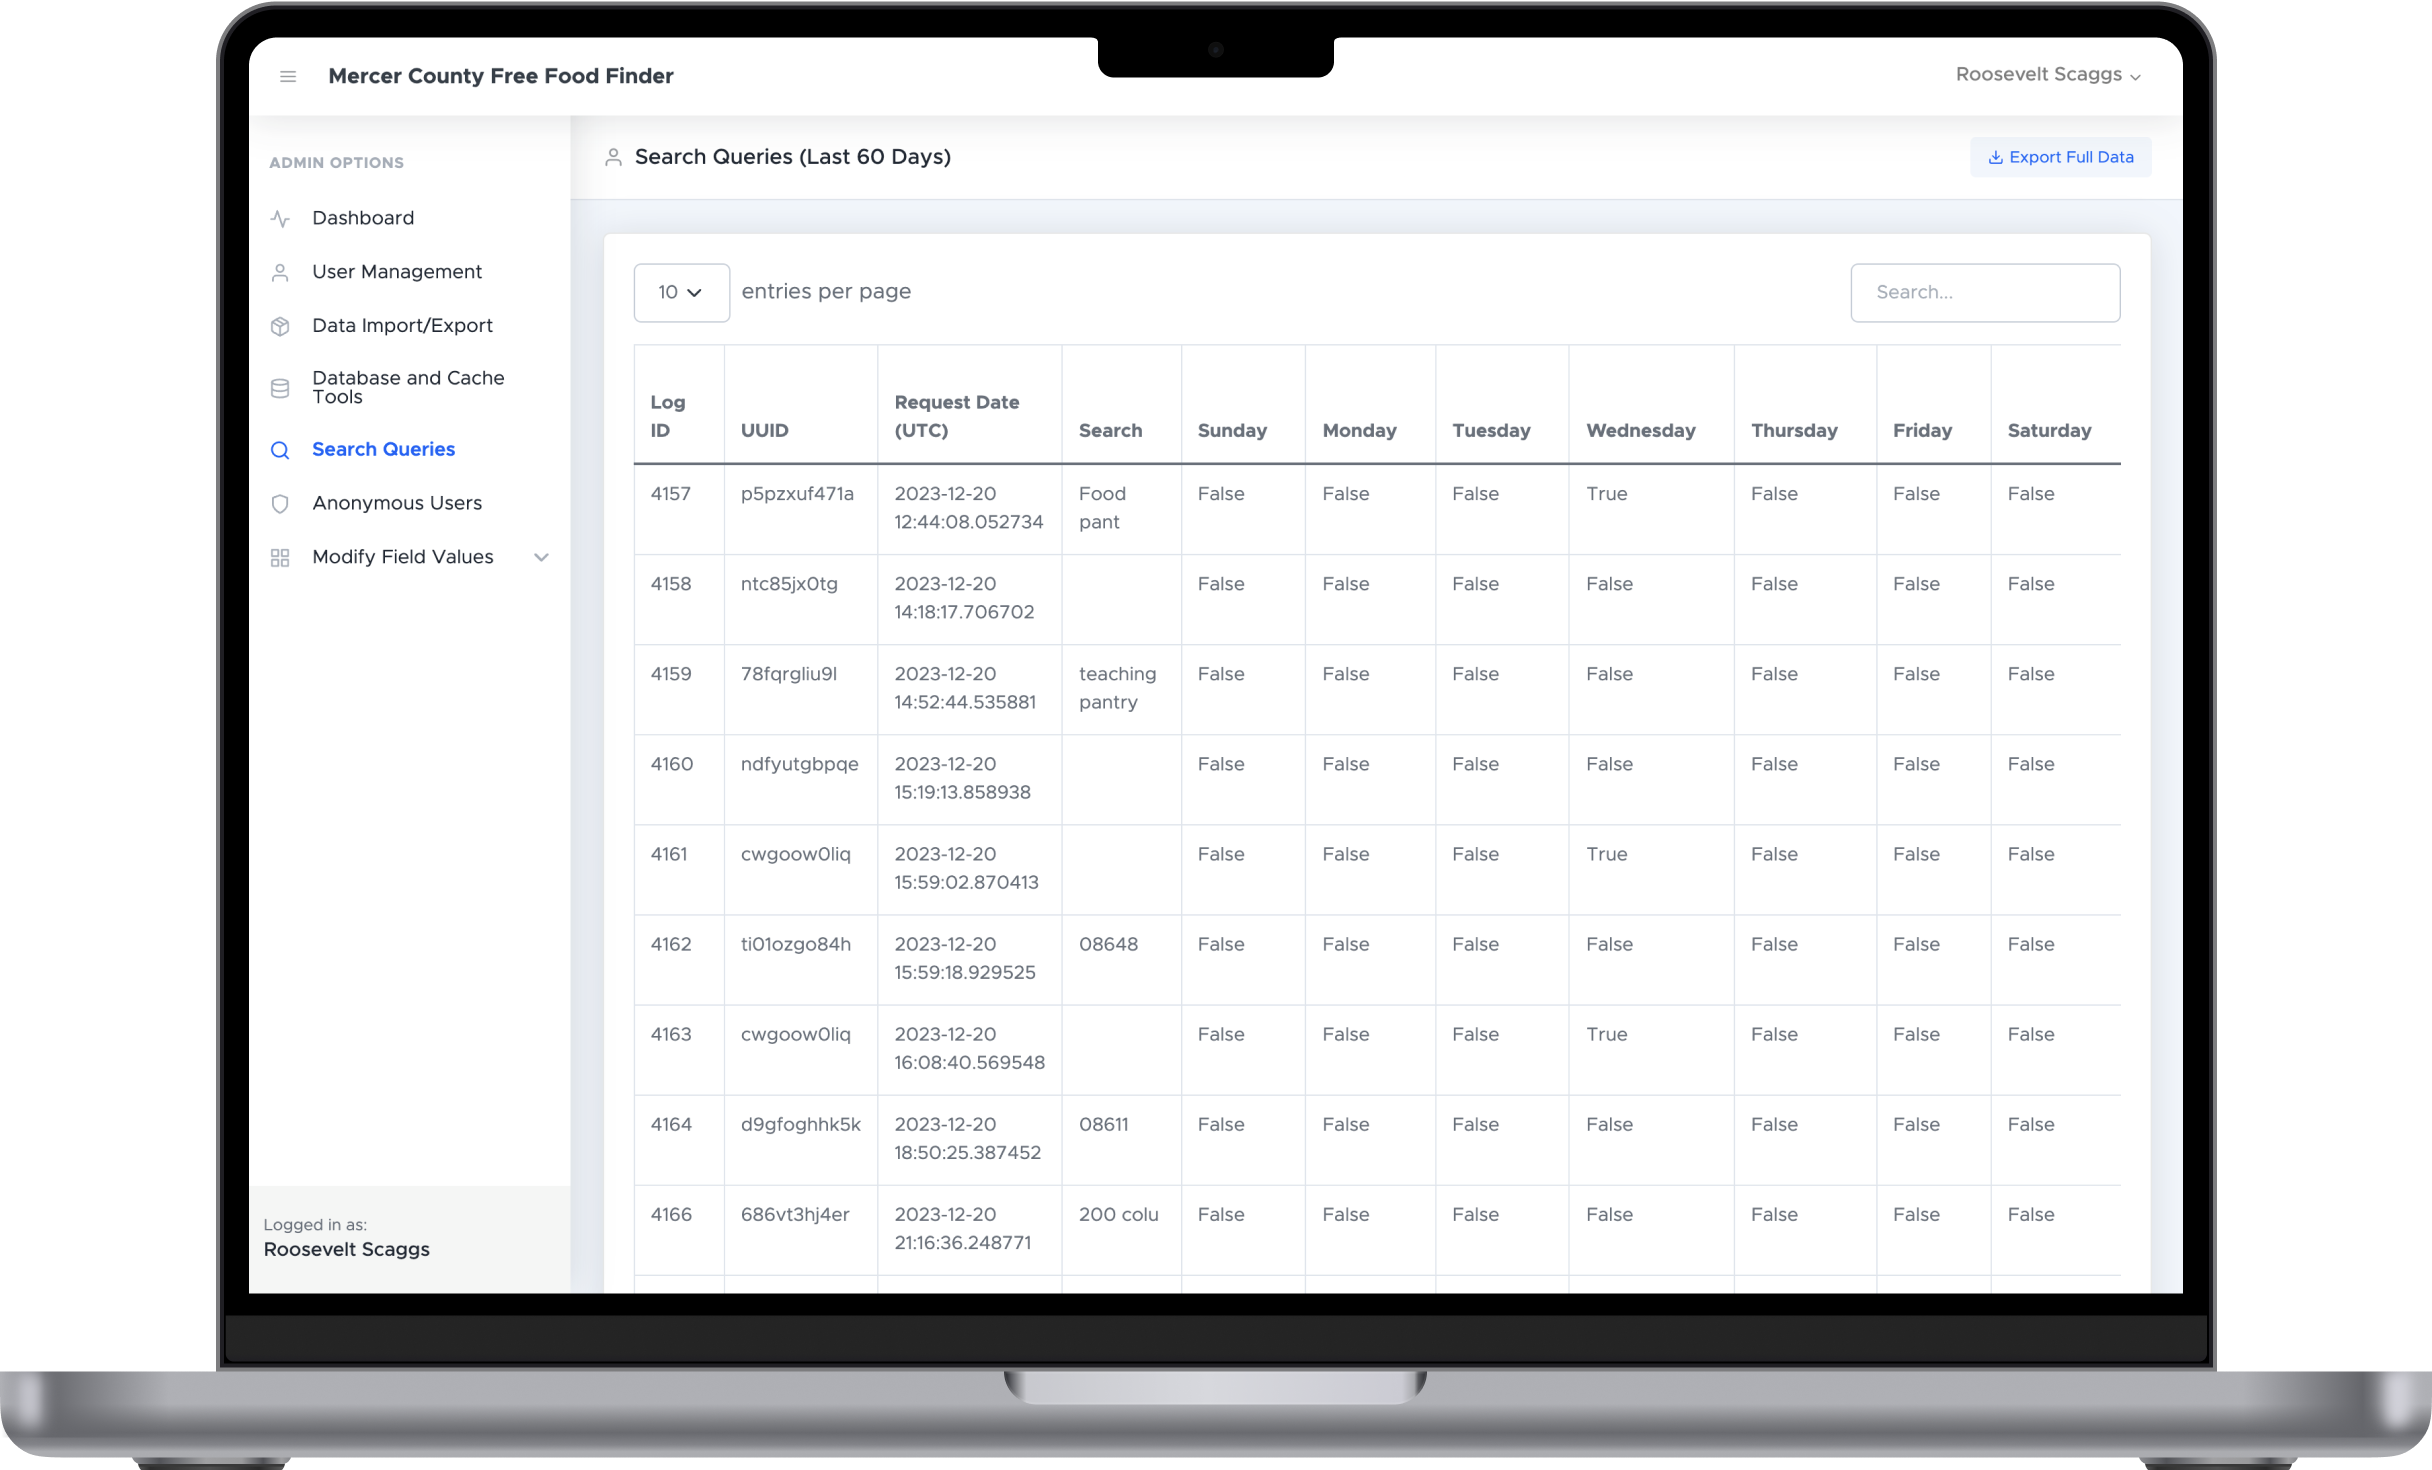 Mercer County Free Food Finder
Roosevelt Scaggs
ADMIN OPTIONS
Dashboard
User Management
Data Import/Export
Database and Cache
Tools
Search Queries
Anonymous Users
Modify Field Values
Logged in as:
Roosevelt Scaggs
Search Queries (Last 60 Days)
Export Full Data
10 entries per page
Search...
Log ID UUID Request Date (UTC) Search Sunday Monday Tuesday Wednesday Thursday Friday Saturday
4157 p5pzxuf471a 2023-12-20 Food False False False True False False False
12:44:08.052734 pant
4158 ntc85jx0tg 2023-12-20 False False False False False False False
14:18:17.706702
4159 78fqrgliu9l 2023-12-20 teaching False False False False False False False
14:52:44.535881 pantry
4160 ndfyutgbpqe 2023-12-20 False False False False False False False
15:19:13.858938
4161 cwgoow0liq 2023-12-20 False False False True False False False
15:59:02.870413
4162 ti01ozgo84h 2023-12-20 08648 False False False False False False False
15:59:18.929525
4163 cwgoow0liq 2023-12-20 False False False True False False False
16:08:40.569548
4164 d9gfoghhk5k 2023-12-20 08611 False False False False False False False
18:50:25.387452
4166 686vt3hj4er 2023-12-20 200 colu False False False False False False False
21:16:36.248771